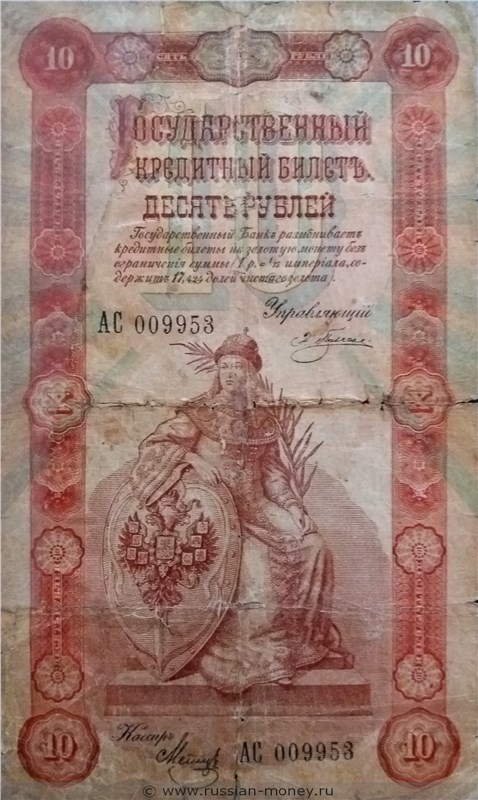 10 ДЕСЯТЬ РУБЛЕЙ 10
ГОСУДАРСТВЕННЫЙ
КРЕДИТНЫЙ БИЛЕТЪ.
ДЕСЯТЬ РУБЛЕЙ
Государственный Банкъ размѣниваетъ
кредитные билеты на золотую монету безъ
ограниченія суммы (1 р. = 1/15 имперіала, со-
держитъ 17,424 долей чистаго золота).
Управляющій
АС 009953
X X
Кассиръ
АС 009953
10 10
© www.russian-money.ru